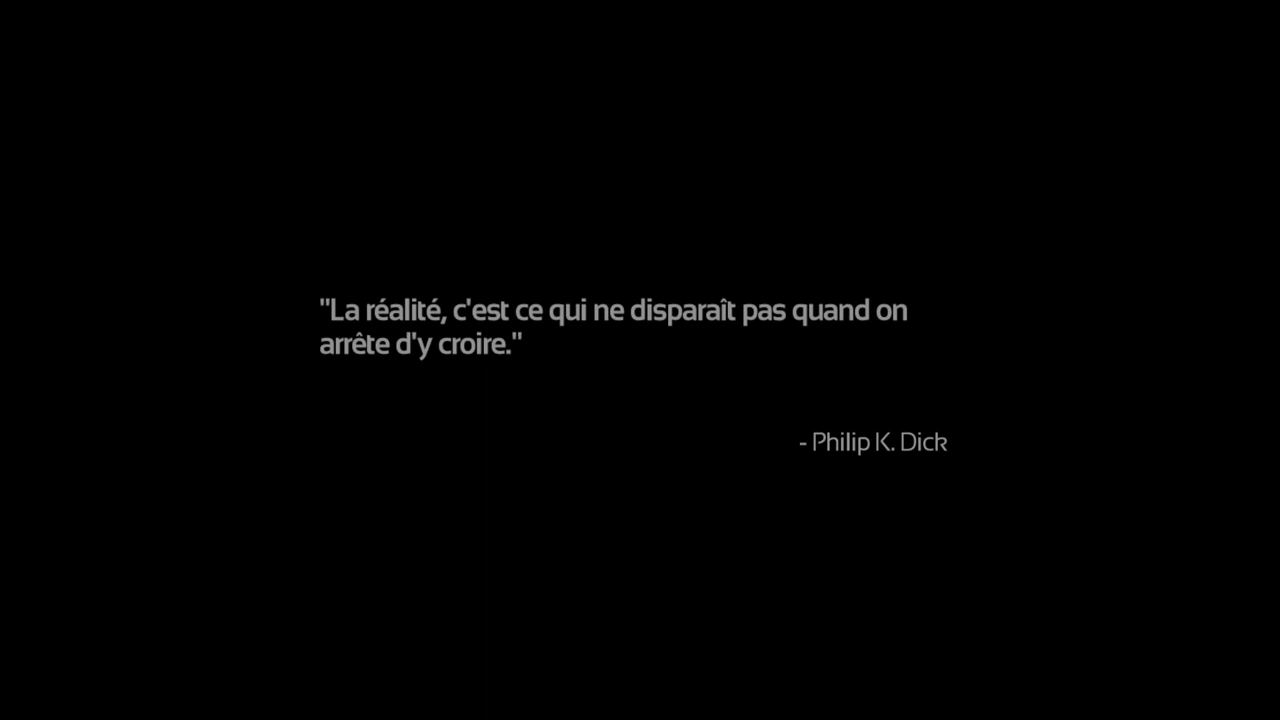 "La réalité, c'est ce qui ne disparaît pas quand on
arrête d'y croire."
- Philip K. Dick